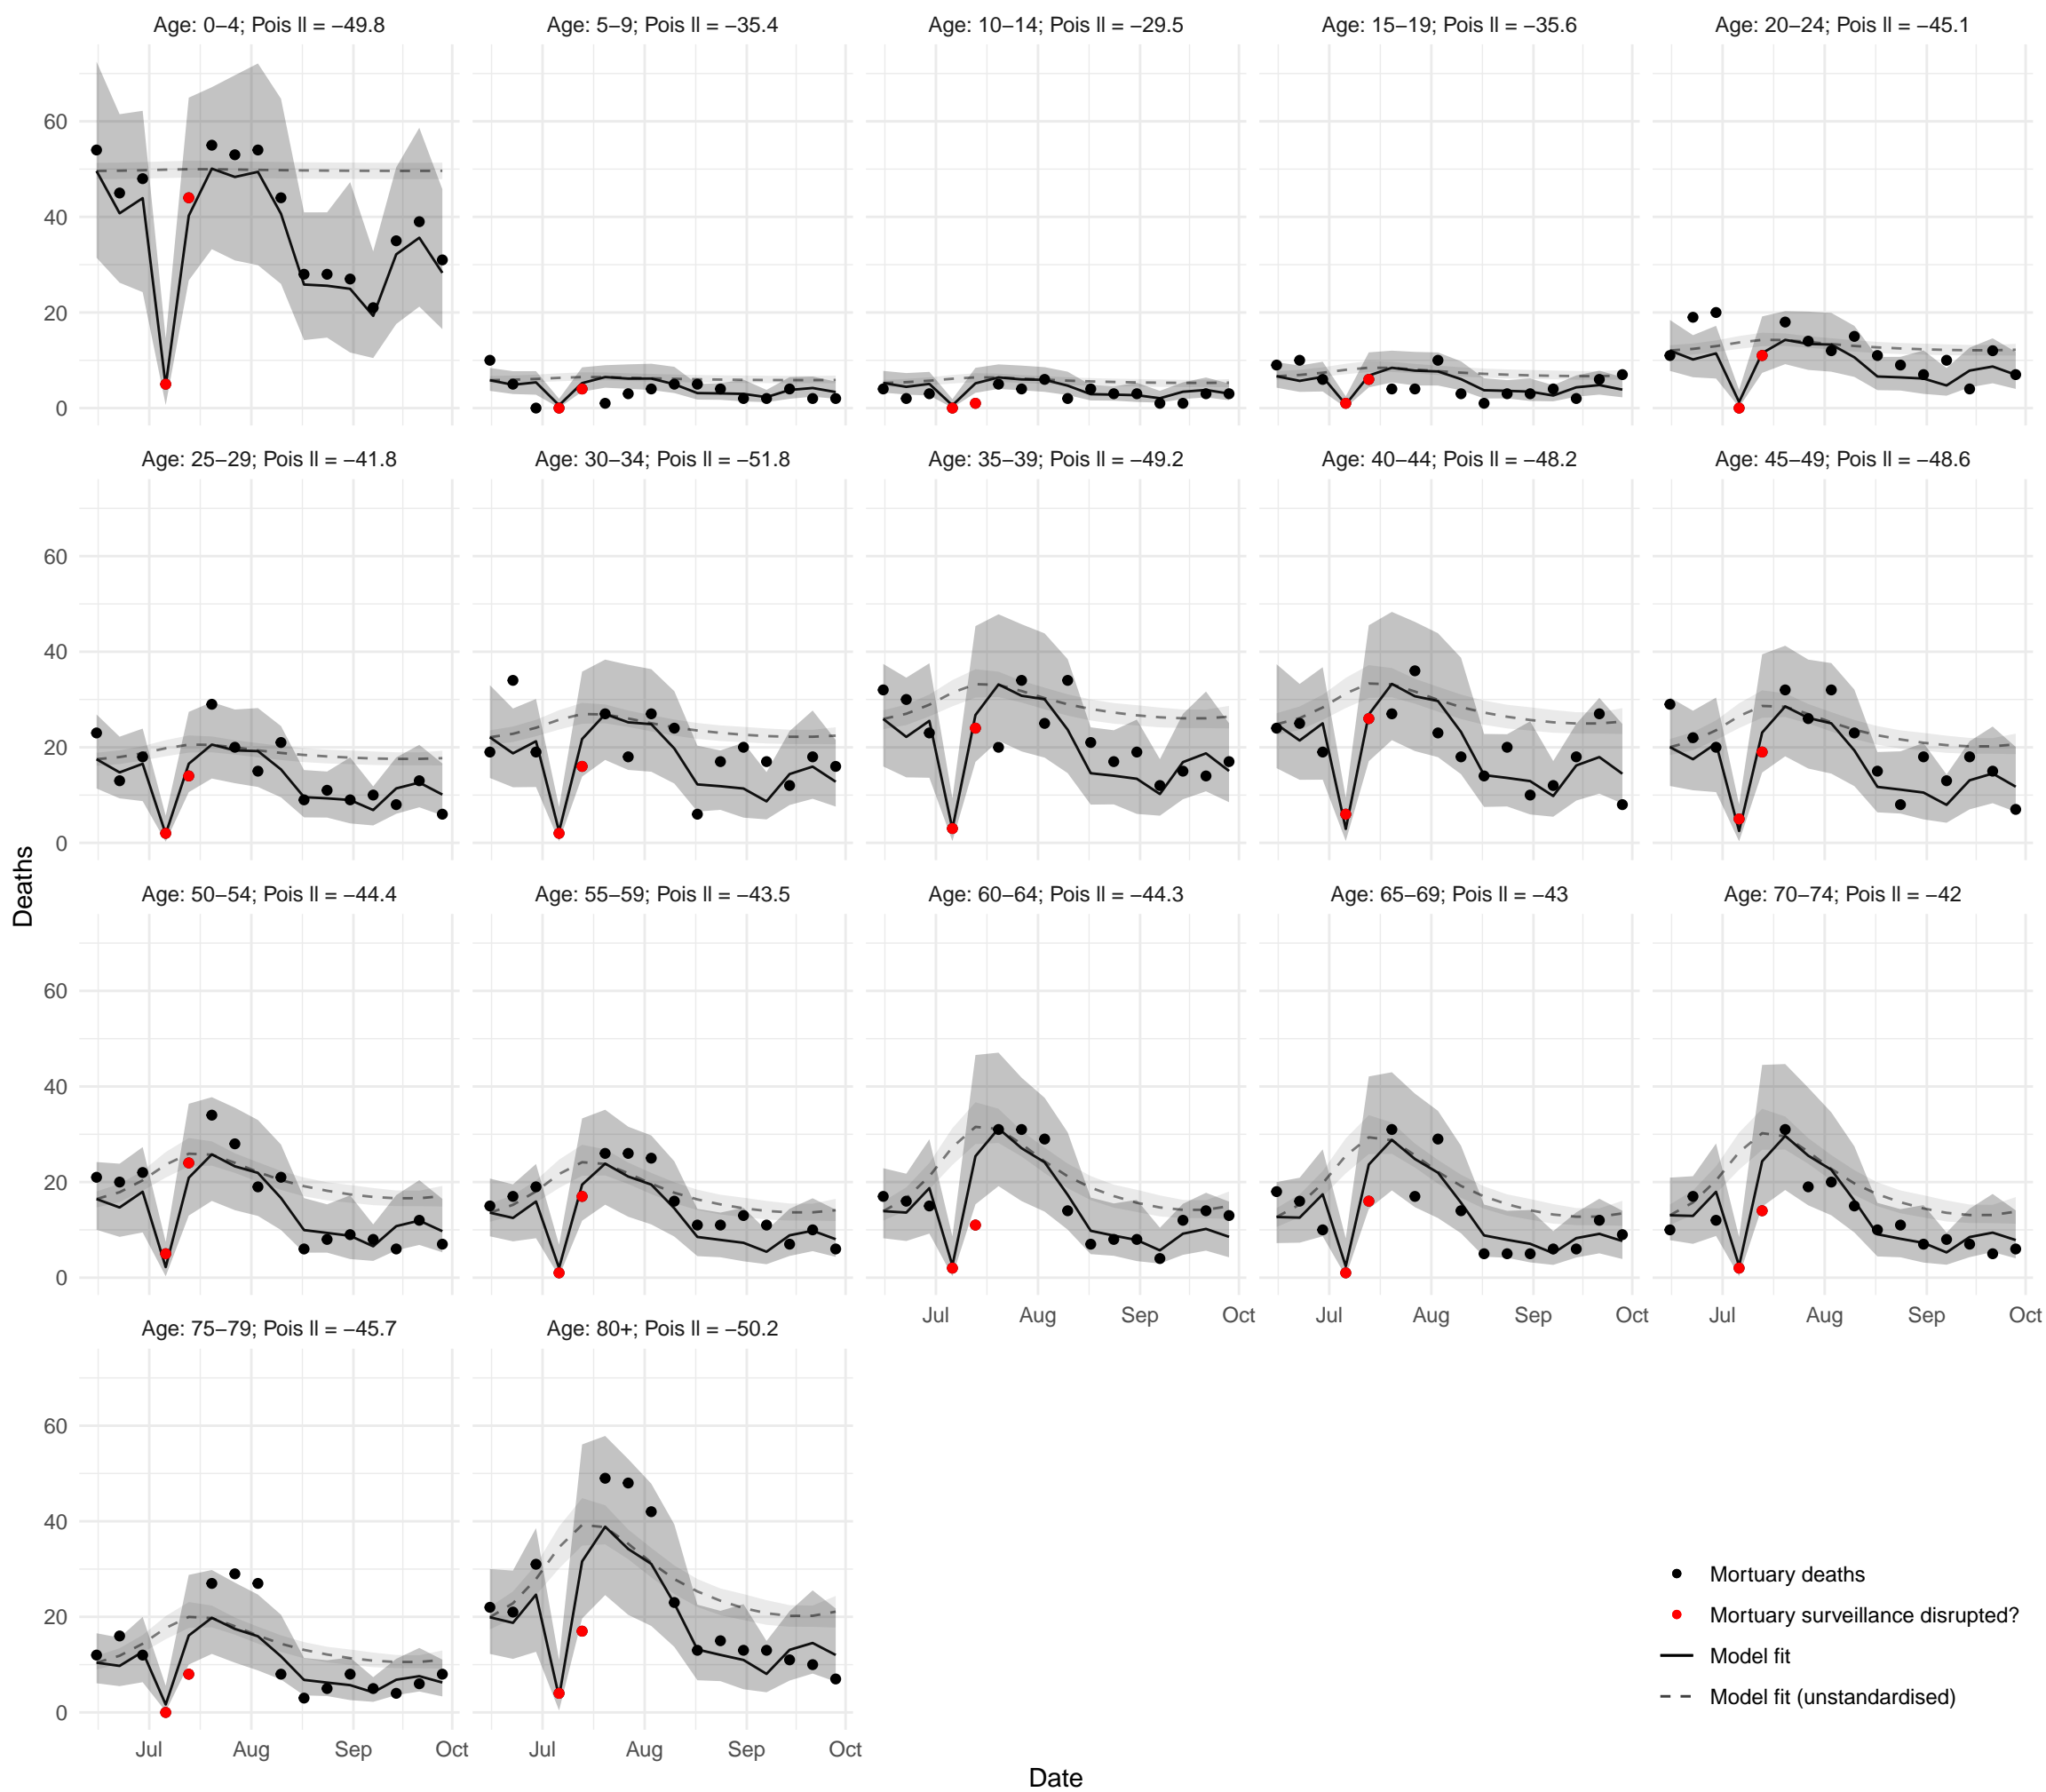 Age: 0−4; Pois ll = −49.8
Age: 5−9; Pois ll = −35.4
Age: 10−14; Pois ll = −29.5
Age: 15−19; Pois ll = −35.6
Age: 20−24; Pois ll = −45.1
60
40
20
0
Age: 25−29; Pois ll = −41.8
Age: 30−34; Pois ll = −51.8
Age: 35−39; Pois ll = −49.2
Age: 40−44; Pois ll = −48.2
Age: 45−49; Pois ll = −48.6
60
40
20
0
Deaths
Age: 50−54; Pois ll = −44.4
Age: 55−59; Pois ll = −43.5
Age: 60−64; Pois ll = −44.3
Age: 65−69; Pois ll = −43
Age: 70−74; Pois ll = −42
60
40
20
0
Jul Aug Sep Oct
Jul Aug Sep Oct
Jul Aug Sep Oct
Age: 75−79; Pois ll = −45.7
Age: 80+; Pois ll = −50.2
60
40
20
0
Jul Aug Sep Oct
Jul Aug Sep Oct
Mortuary deaths
Mortuary surveillance disrupted?
Model fit
Model fit (unstandardised)
Date